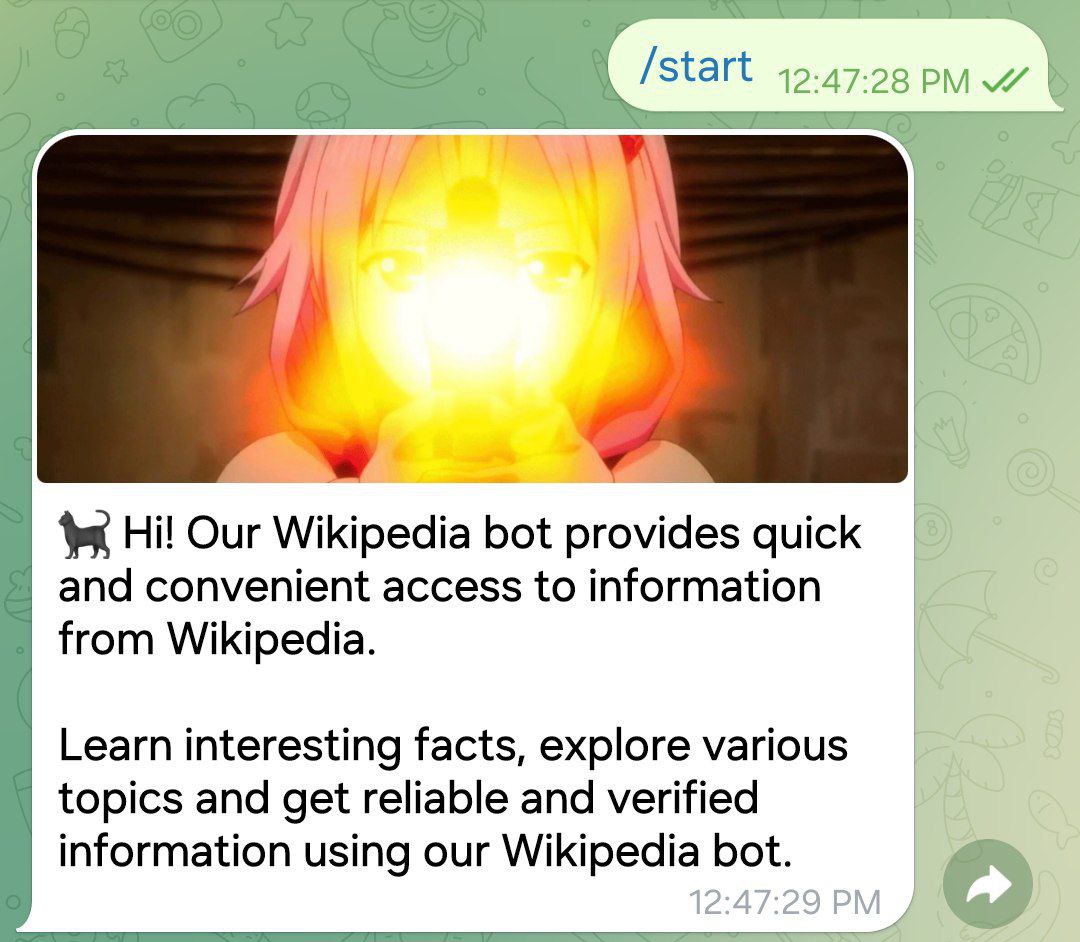 /start 12:47:28 PM
🐈‍⬛ Hi! Our Wikipedia bot provides quick
and convenient access to information
from Wikipedia.
Learn interesting facts, explore various
topics and get reliable and verified
information using our Wikipedia bot.
12:47:29 PM